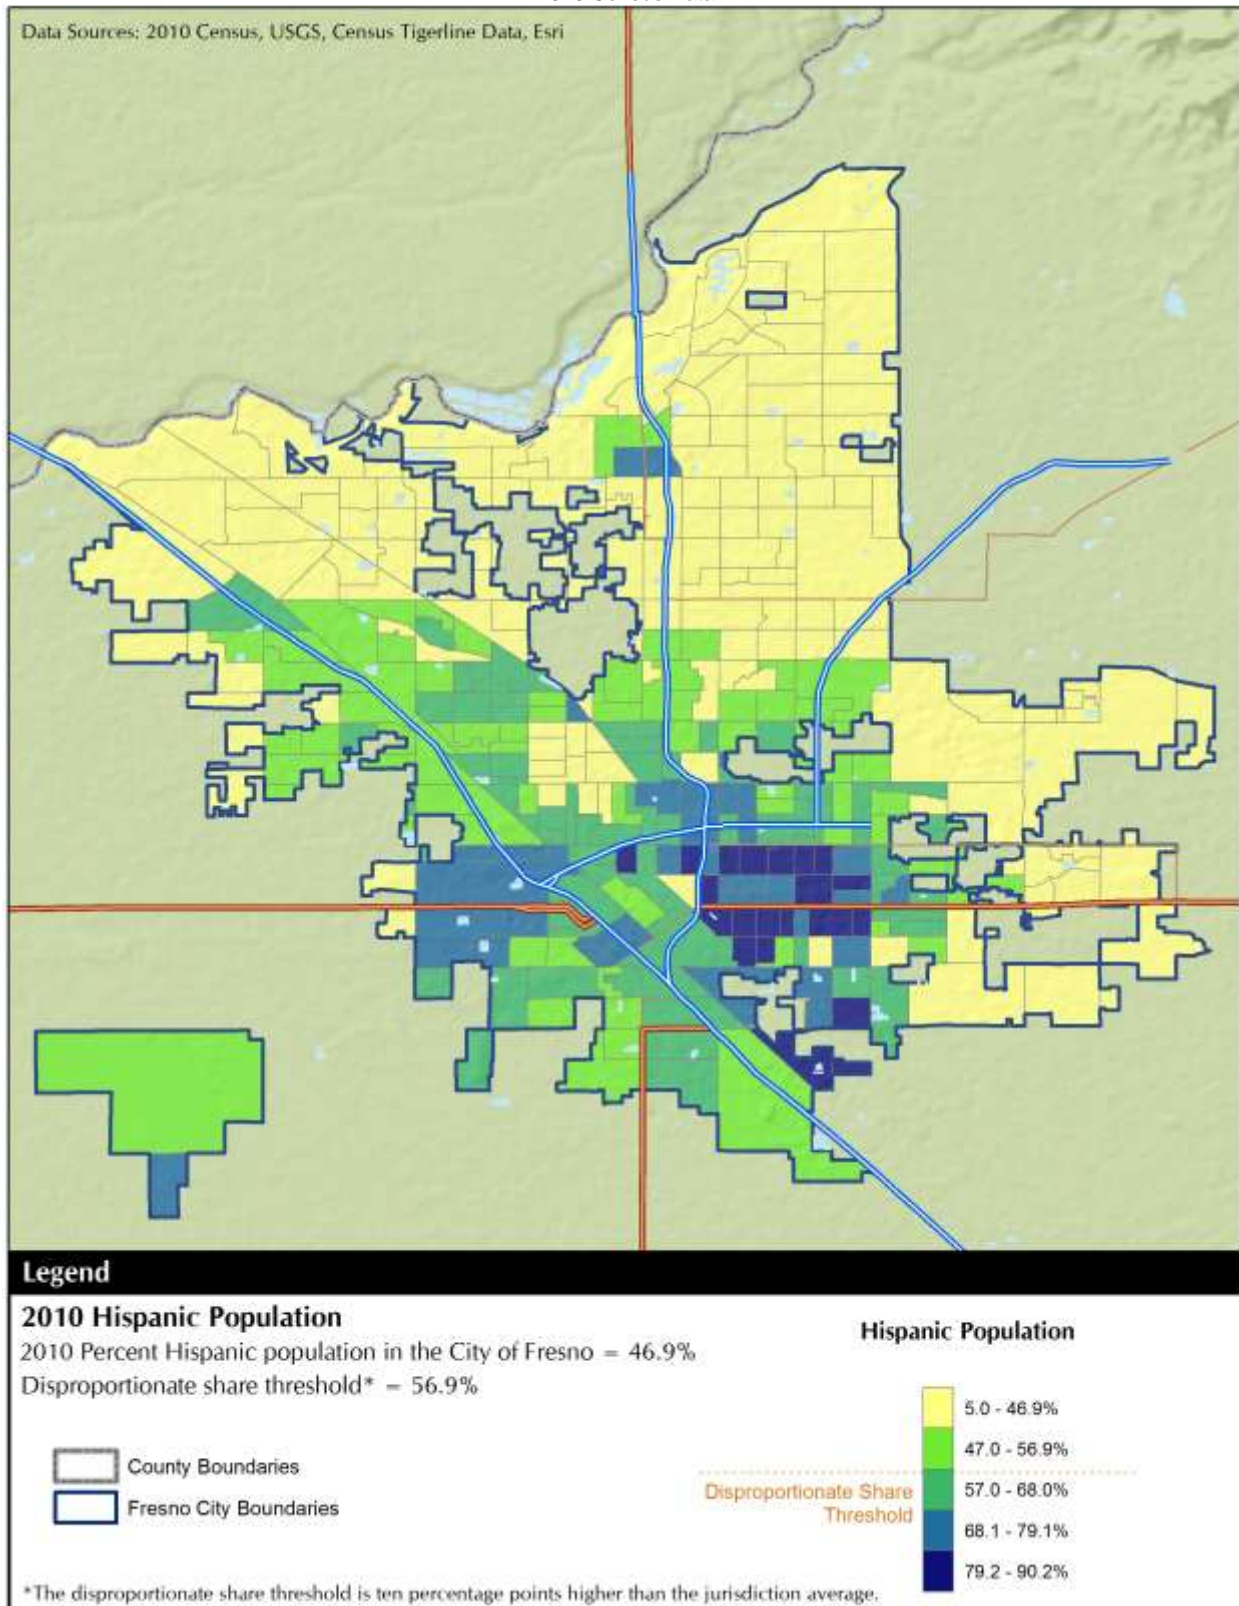 Data Sources: 2010 Census, USGS, Census Tigerline Data, Esri
Legend
2010 Hispanic Population
2010 Percent Hispanic population in the City of Fresno = 46.9%
Disproportionate share threshold* = 56.9%
County Boundaries
Fresno City Boundaries
Hispanic Population
5.0 - 46.9%
47.0 - 56.9%
Disproportionate Share
Threshold
57.0 - 68.0%
68.1 - 79.1%
79.2 - 90.2%
*The disproportionate share threshold is ten percentage points higher than the jurisdiction average.